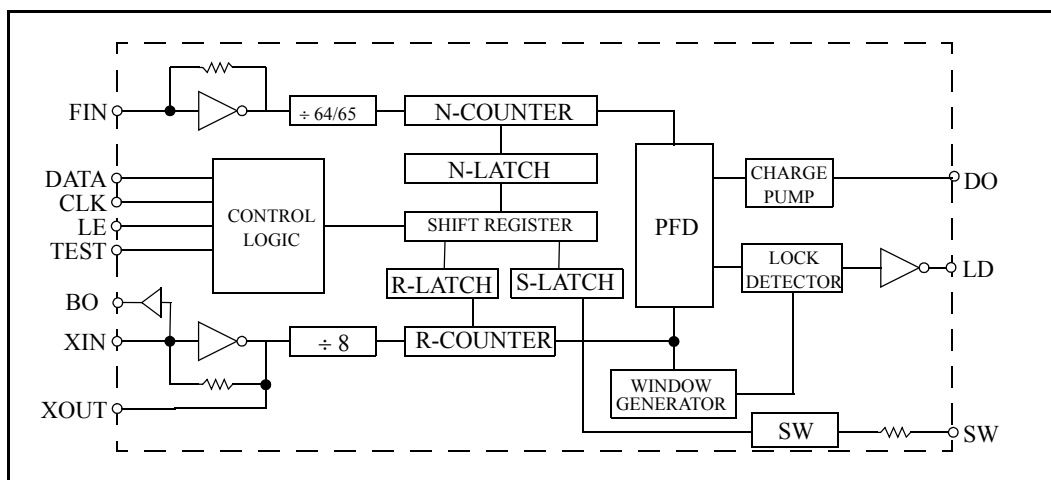 FIN
÷ 64/65
N-COUNTER
DATA
CLK
LE
TEST
CONTROL
LOGIC
N-LATCH
SHIFT REGISTER
R-LATCH
S-LATCH
PFD
CHARGE
PUMP
DO
LOCK
DETECTOR
LD
BO
XIN
XOUT
÷ 8
R-COUNTER
WINDOW
GENERATOR
SW
SW